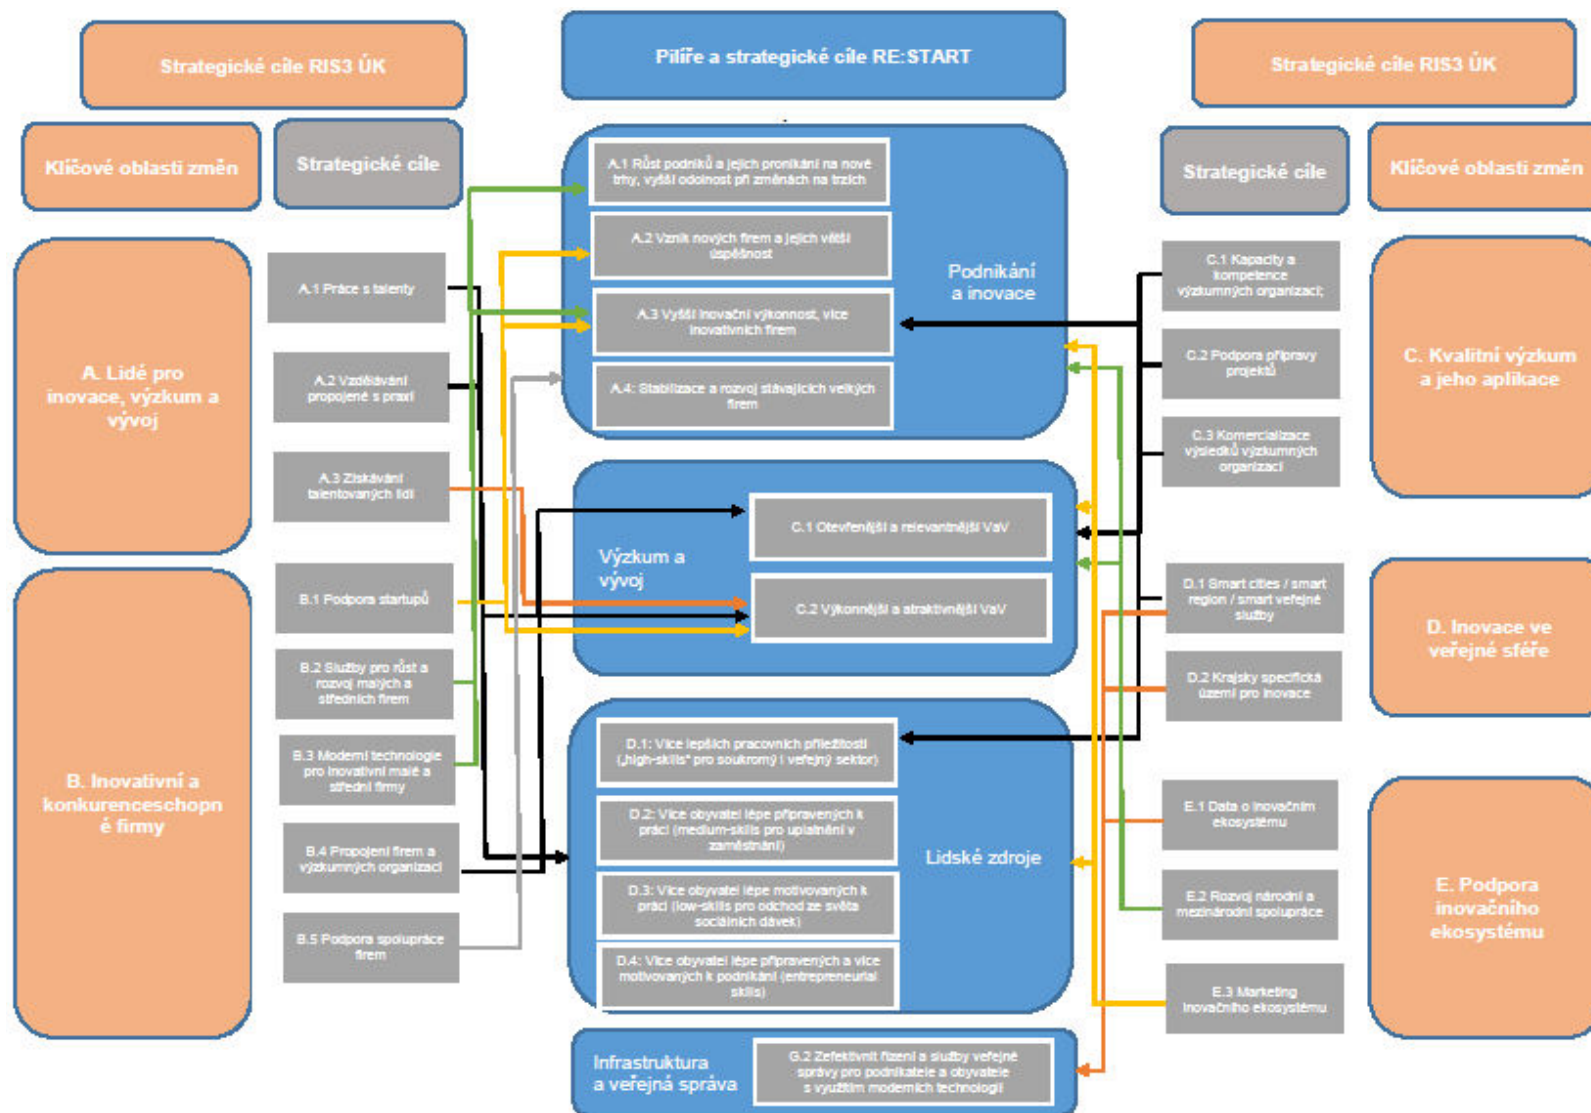 Strategické cíle RIS3 ÚK
Pilíře a strategické cíle RE:START
Strategické cíle RIS3 ÚK
Klíčové oblasti změn
Strategické cíle
Strategické cíle
Klíčové oblasti změn
A. Lidé pro
inovace, výzkum a
vývoj
B. Inovativní a
konkurenceschopn
é firmy
A.1 Práce s talenty
A.2 Vzdělávání
propojené s praxí
A.3 Získávání
talentovaných lidí
B.1 Podpora startupů
B.2 Služby pro růst a
rozvoj malých a
středních firem
B.3 Moderní technologie
pro inovativní malé a
střední firmy
B.4 Propojení firem a
výzkumných organizací
B.5 Podpora spolupráce
firem
A.1 Růst podniků a jejich pronikání na nové
trhy, vyšší odolnost při změnách na trzích
A.2 Vznik nových firem a jejich větší
úspěšnost
A.3 Vyšší inovační výkonnost, více
inovativních firem
A.4: Stabilizace a rozvoj stávajících velkých
firem
Podnikání
a inovace
Výzkum a
vývoj
C.1 Otevřenější a relevantnější VaV
C.2 Výkonnější a atraktivnější VaV
D.1: Více lepších pracovních příležitostí
(„high-skills“ pro soukromý i veřejný sektor)
D.2: Více obyvatel lépe připravených k
práci (medium-skills pro uplatnění v
zaměstnání)
D.3: Více obyvatel lépe motivovaných k
práci (low-skills pro odchod ze světa
sociálních dávek)
D.4: Více obyvatel lépe připravených a více
motivovaných k podnikání (entrepreneurial
skills)
Lidské zdroje
Infrastruktura
a veřejná správa
G.2 Zefektivnit řízení a služby veřejné
správy pro podnikatele a obyvatele
s využitím moderních technologií
C.1 Kapacity a
kompetence
výzkumných organizací;
C.2 Podpora přípravy
projektů
C.3 Komercializace
výsledků výzkumných
organizací
D.1 Smart cities / smart
region / smart veřejné
služby
D.2 Krajsky specifická
území pro inovace
E.1 Data o inovačním
ekosystému
E.2 Rozvoj národní a
mezinárodní spolupráce
E.3 Marketing
inovačního ekosystému
C. Kvalitní výzkum
a jeho aplikace
D. Inovace ve
veřejné sféře
E. Podpora
inovačního
ekosystému